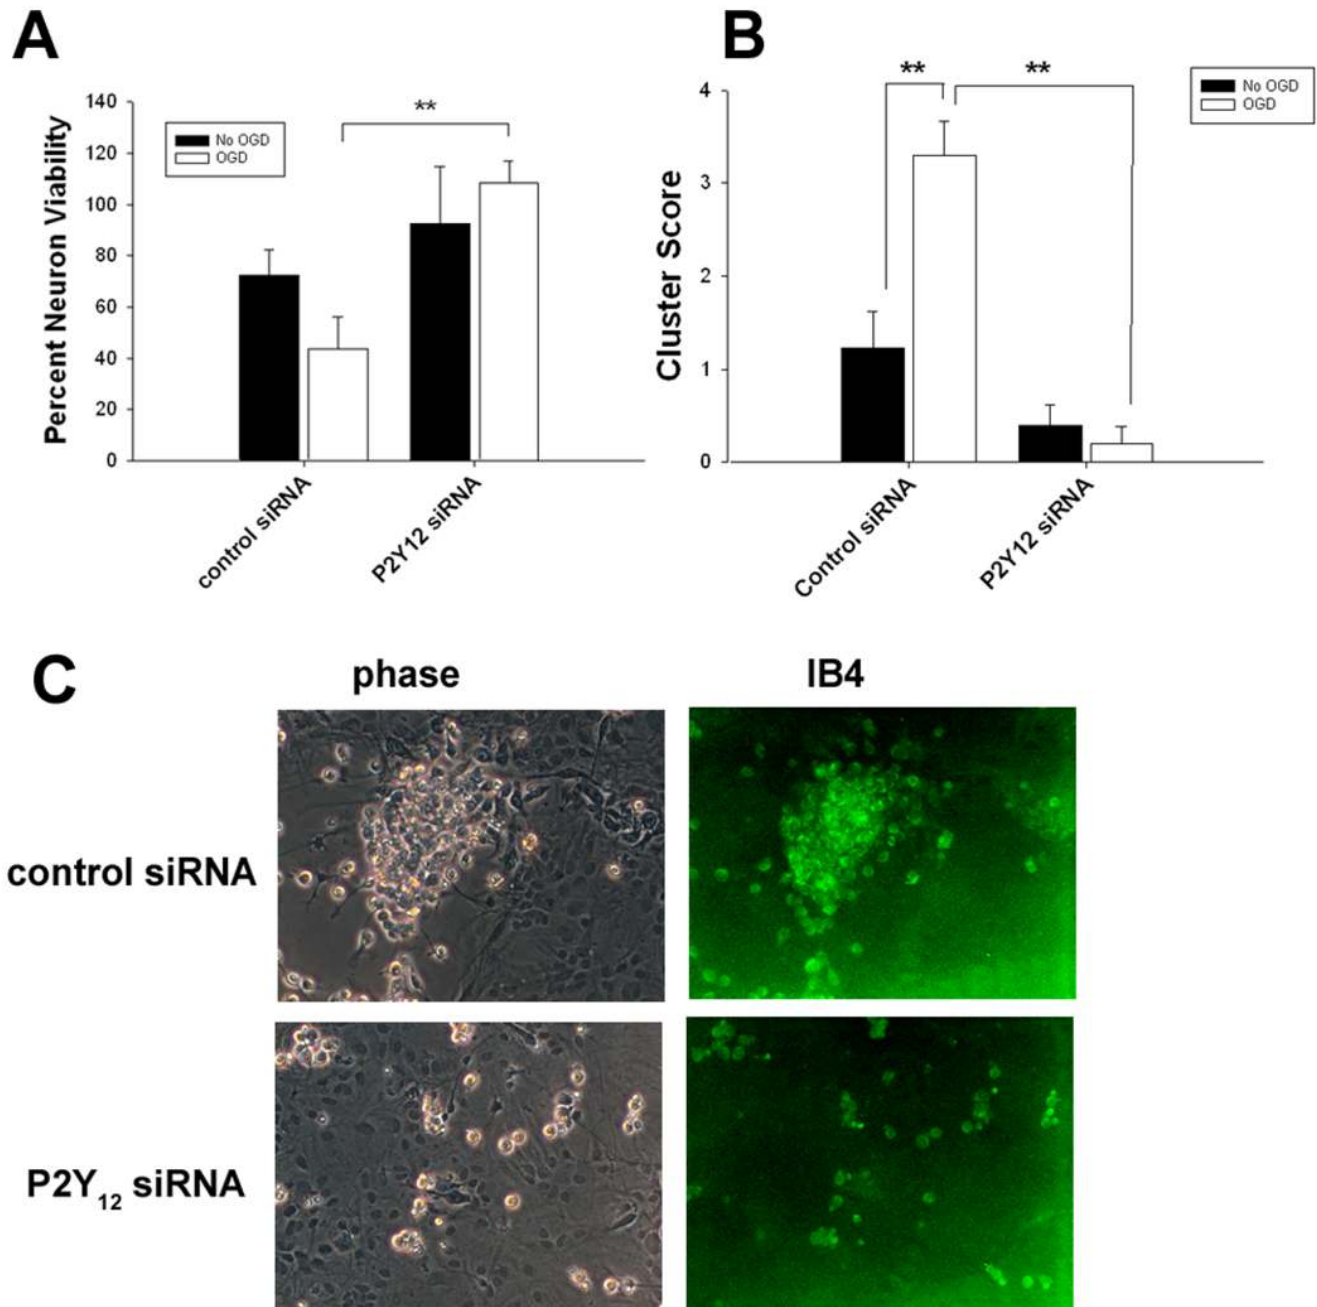 A
140
120
100
80
60
40
20
0
Percent Neuron Viability
No OGD
OGD
**
control siRNA
P2Y12 siRNA
B
4
3
2
1
0
Cluster Score
**
**
No OGD
OGD
Control siRNA
P2Y12 siRNA
C
phase
IB4
control siRNA
P2Y12 siRNA